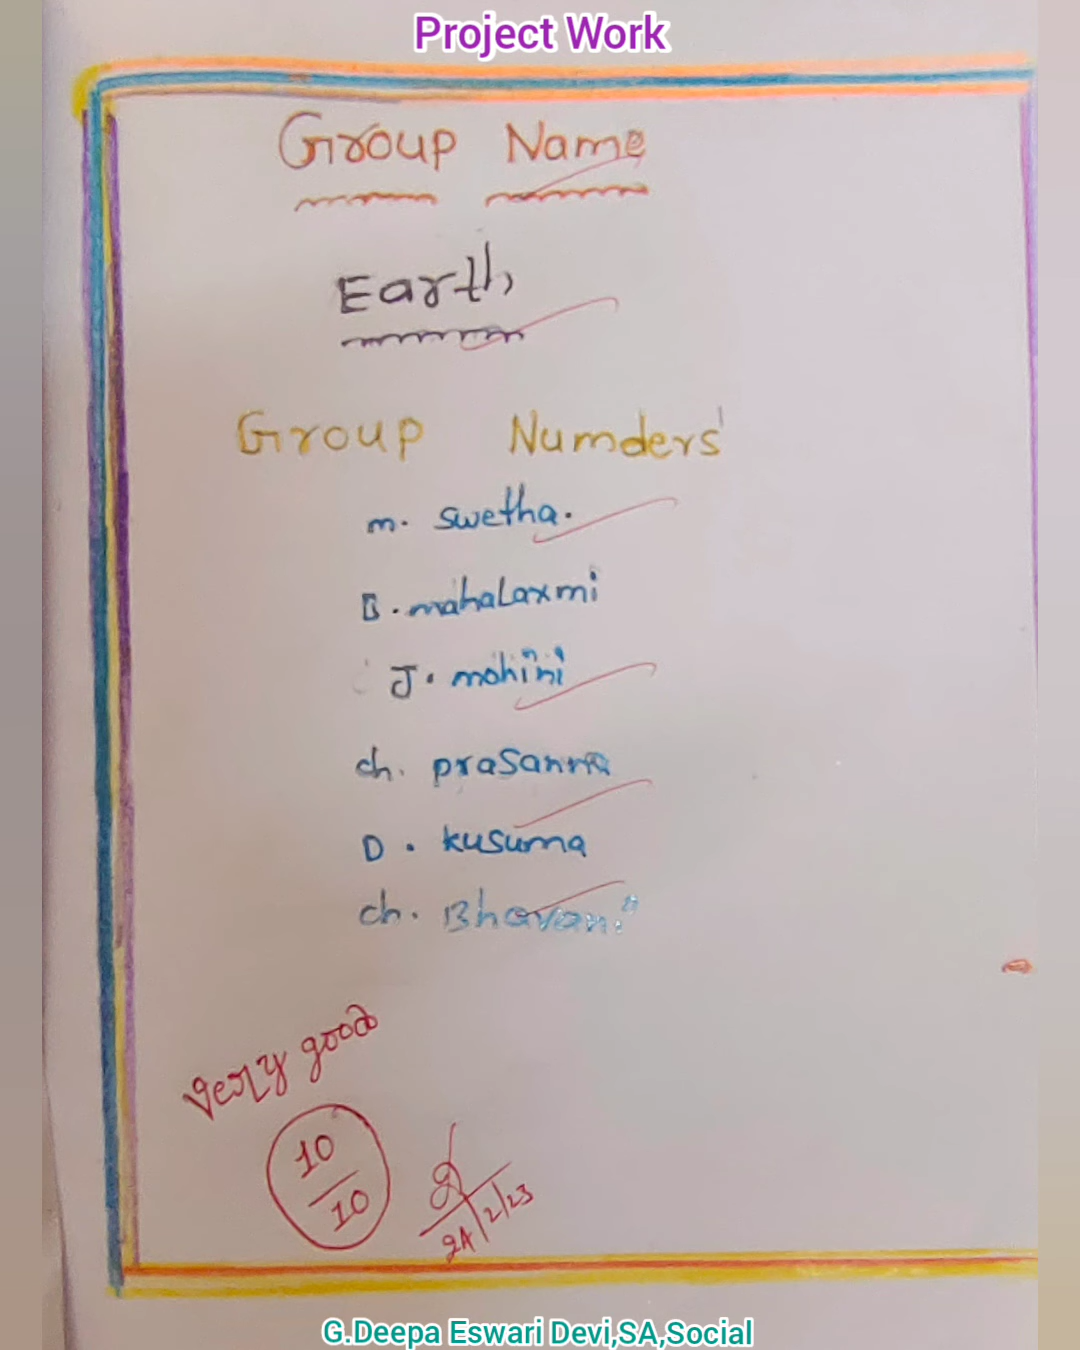 Project Work
Group Name
Earth
Group Numders
m. swetha.
B. mahaLaxmi
J. mohini
ch. praSanna
D. kusuma
ch. Bhavani
Very good
10
10
24/2/23
G.Deepa Eswari Devi,SA,Social